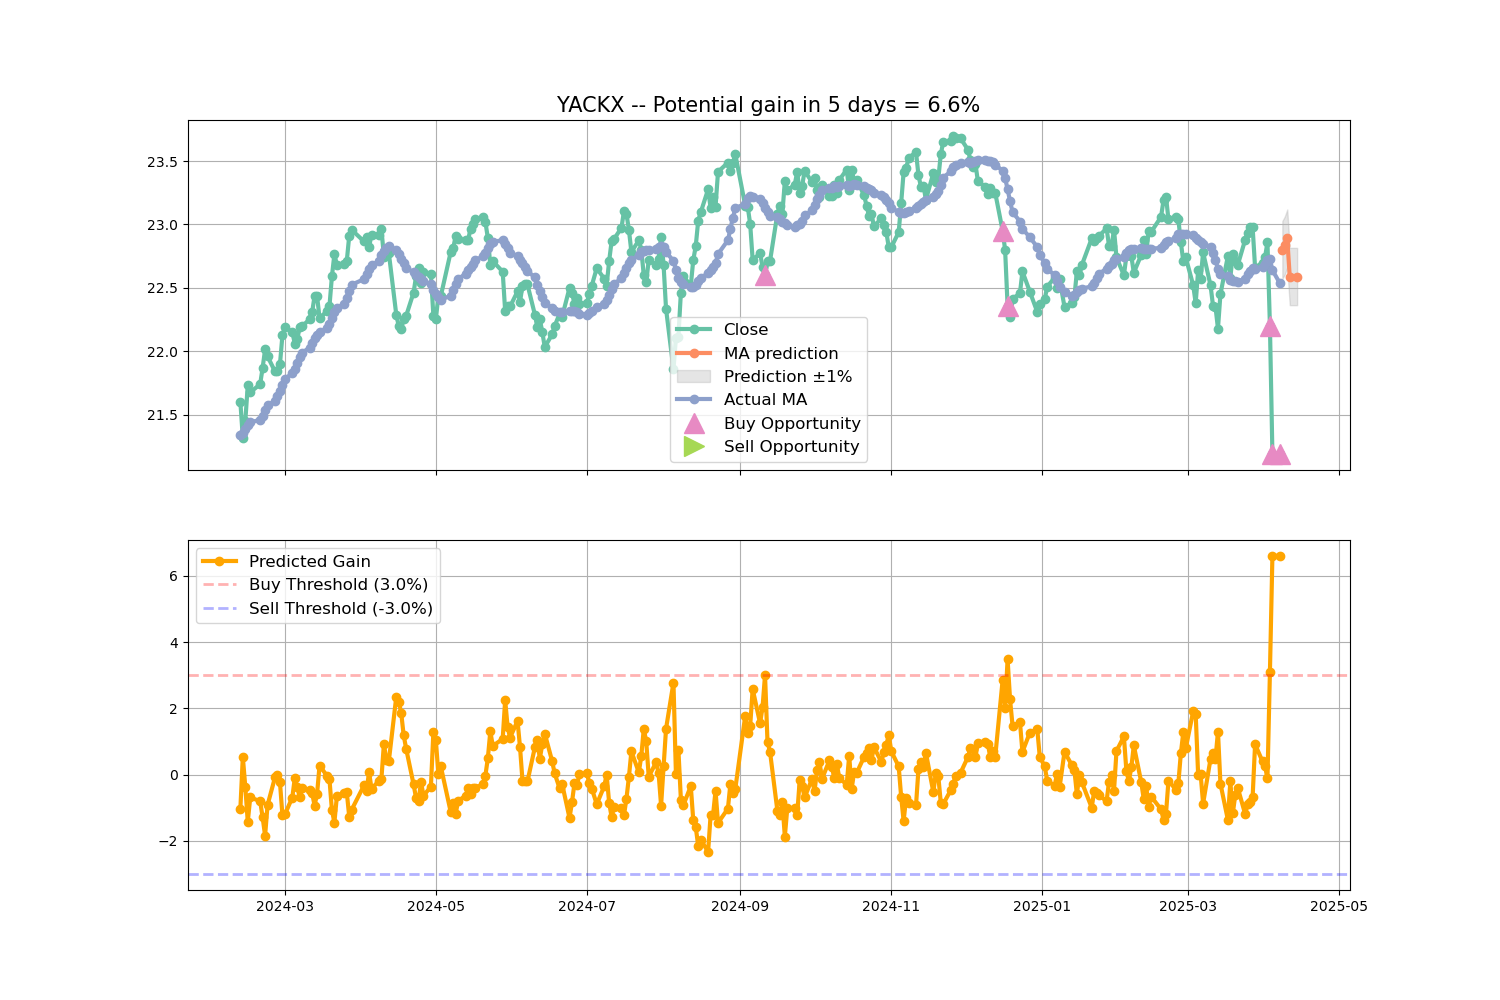 YACKX -- Potential gain in 5 days = 6.6%
23.5
23.0
22.5
22.0
21.5
Close
MA prediction
Prediction ±1%
Actual MA
Buy Opportunity
Sell Opportunity
Predicted Gain
Buy Threshold (3.0%)
Sell Threshold (-3.0%)
6
4
2
0
−2
2024-03
2024-05
2024-07
2024-09
2024-11
2025-01
2025-03
2025-05